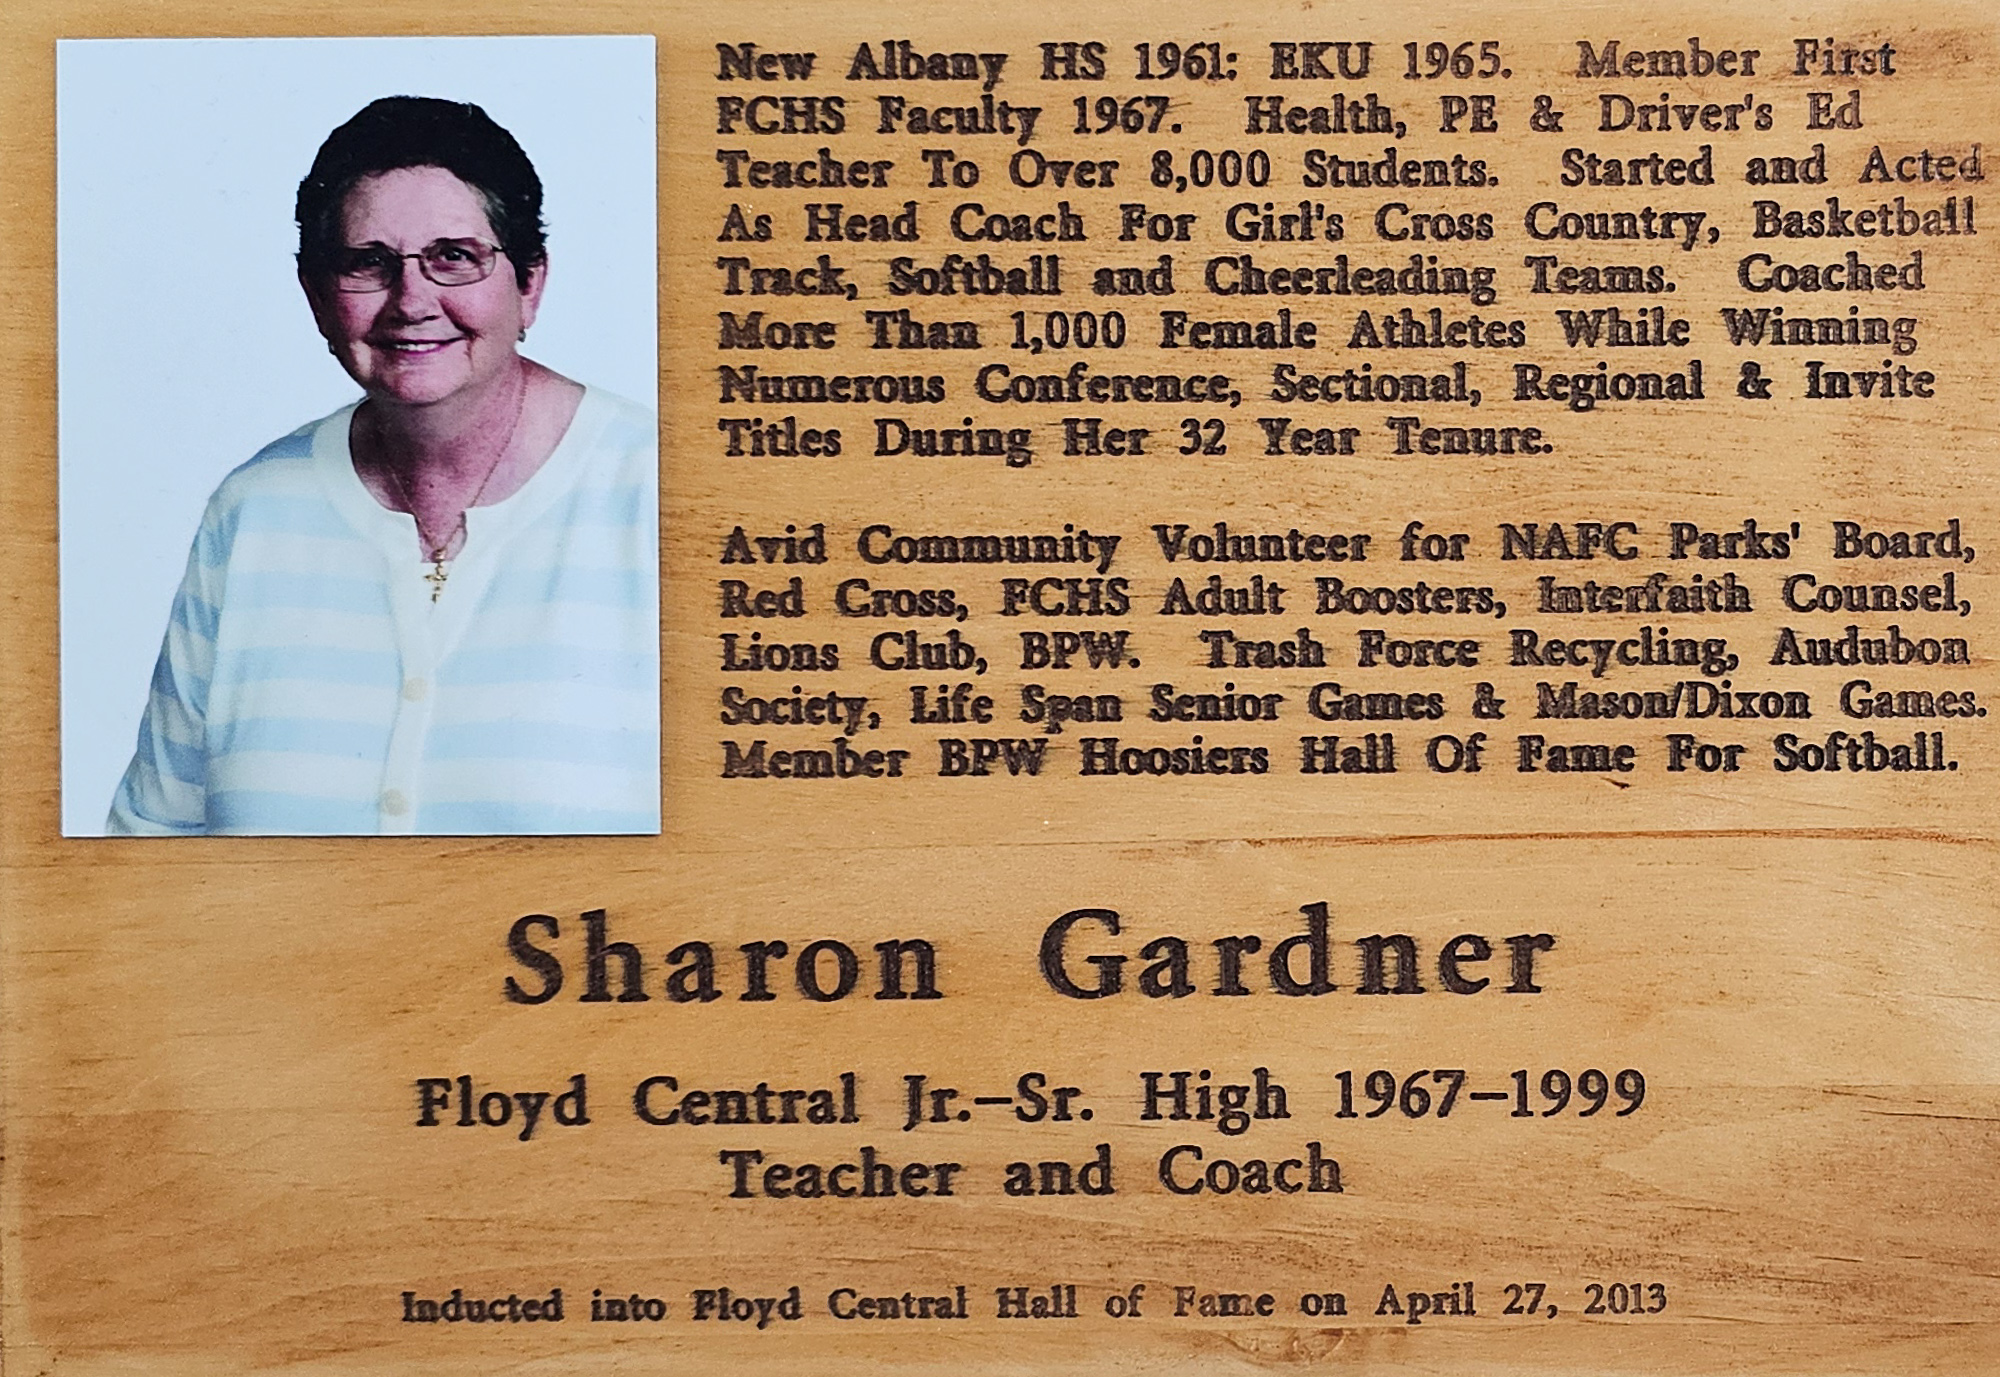 New Albany HS 1961: EKU 1965. Member First
FCHS Faculty 1967. Health, PE & Driver's Ed
Teacher To Over 8,000 Students. Started and Acted
As Head Coach For Girl's Cross Country, Basketball
Track, Softball and Cheerleading Teams. Coached
More Than 1,000 Female Athletes While Winning
Numerous Conference, Sectional, Regional & Invite
Titles During Her 32 Year Tenure.
Avid Community Volunteer for NAFC Parks' Board,
Red Cross, FCHS Adult Boosters, Interfaith Counsel,
Lions Club, BPW. Trash Force Recycling, Audubon
Society, Life Span Senior Games & Mason/Dixon Games.
Member BPW Hoosiers Hall Of Fame For Softball.
Sharon Gardner
Floyd Central Jr.–Sr. High 1967–1999
Teacher and Coach
Inducted into Floyd Central Hall of Fame on April 27, 2013